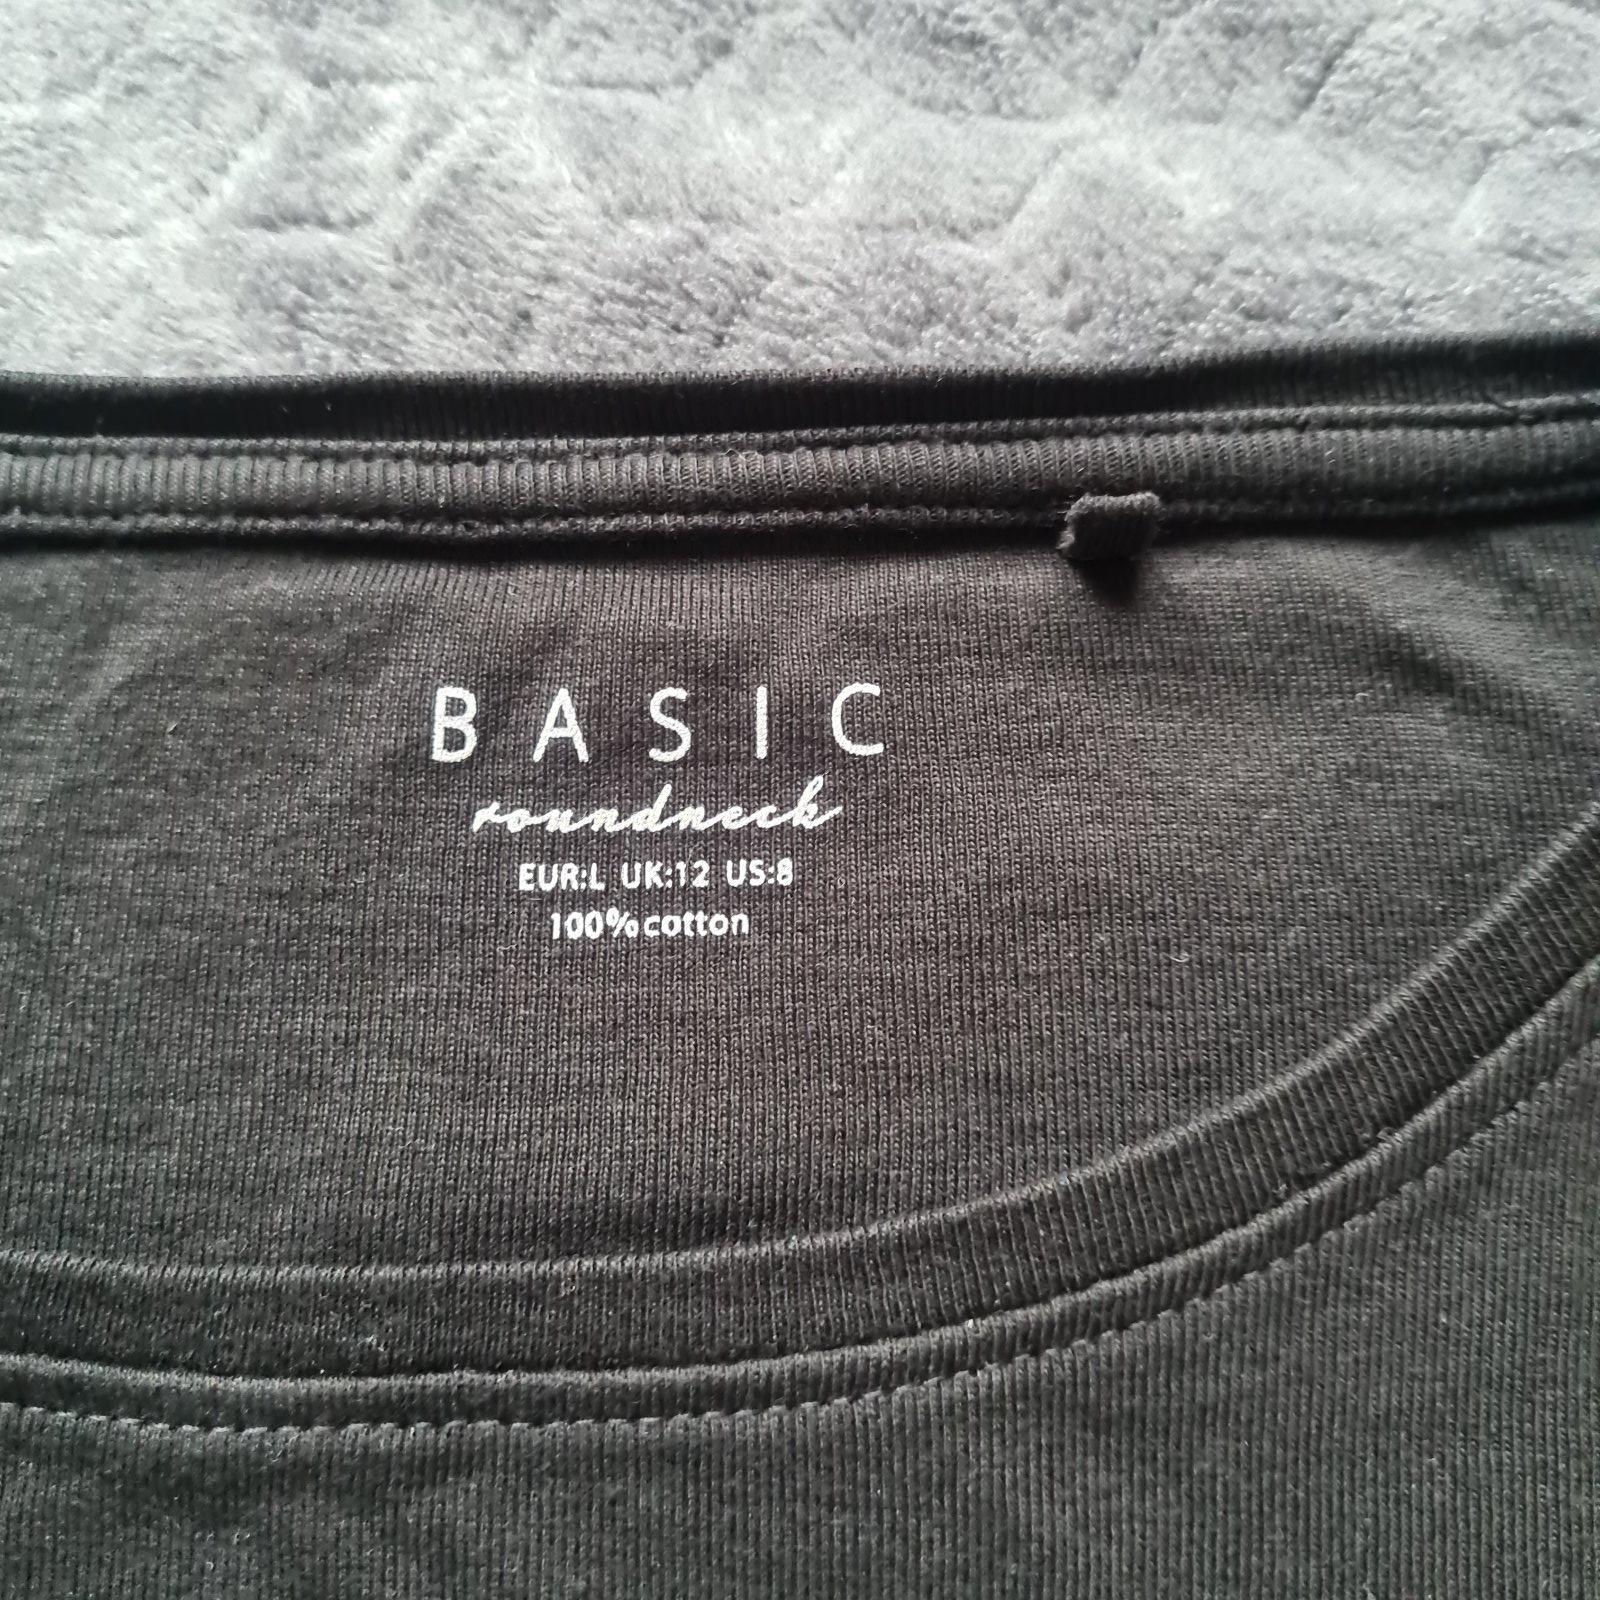 BASIC
roundneck
EUR:L UK:12 US:8
100%cotton